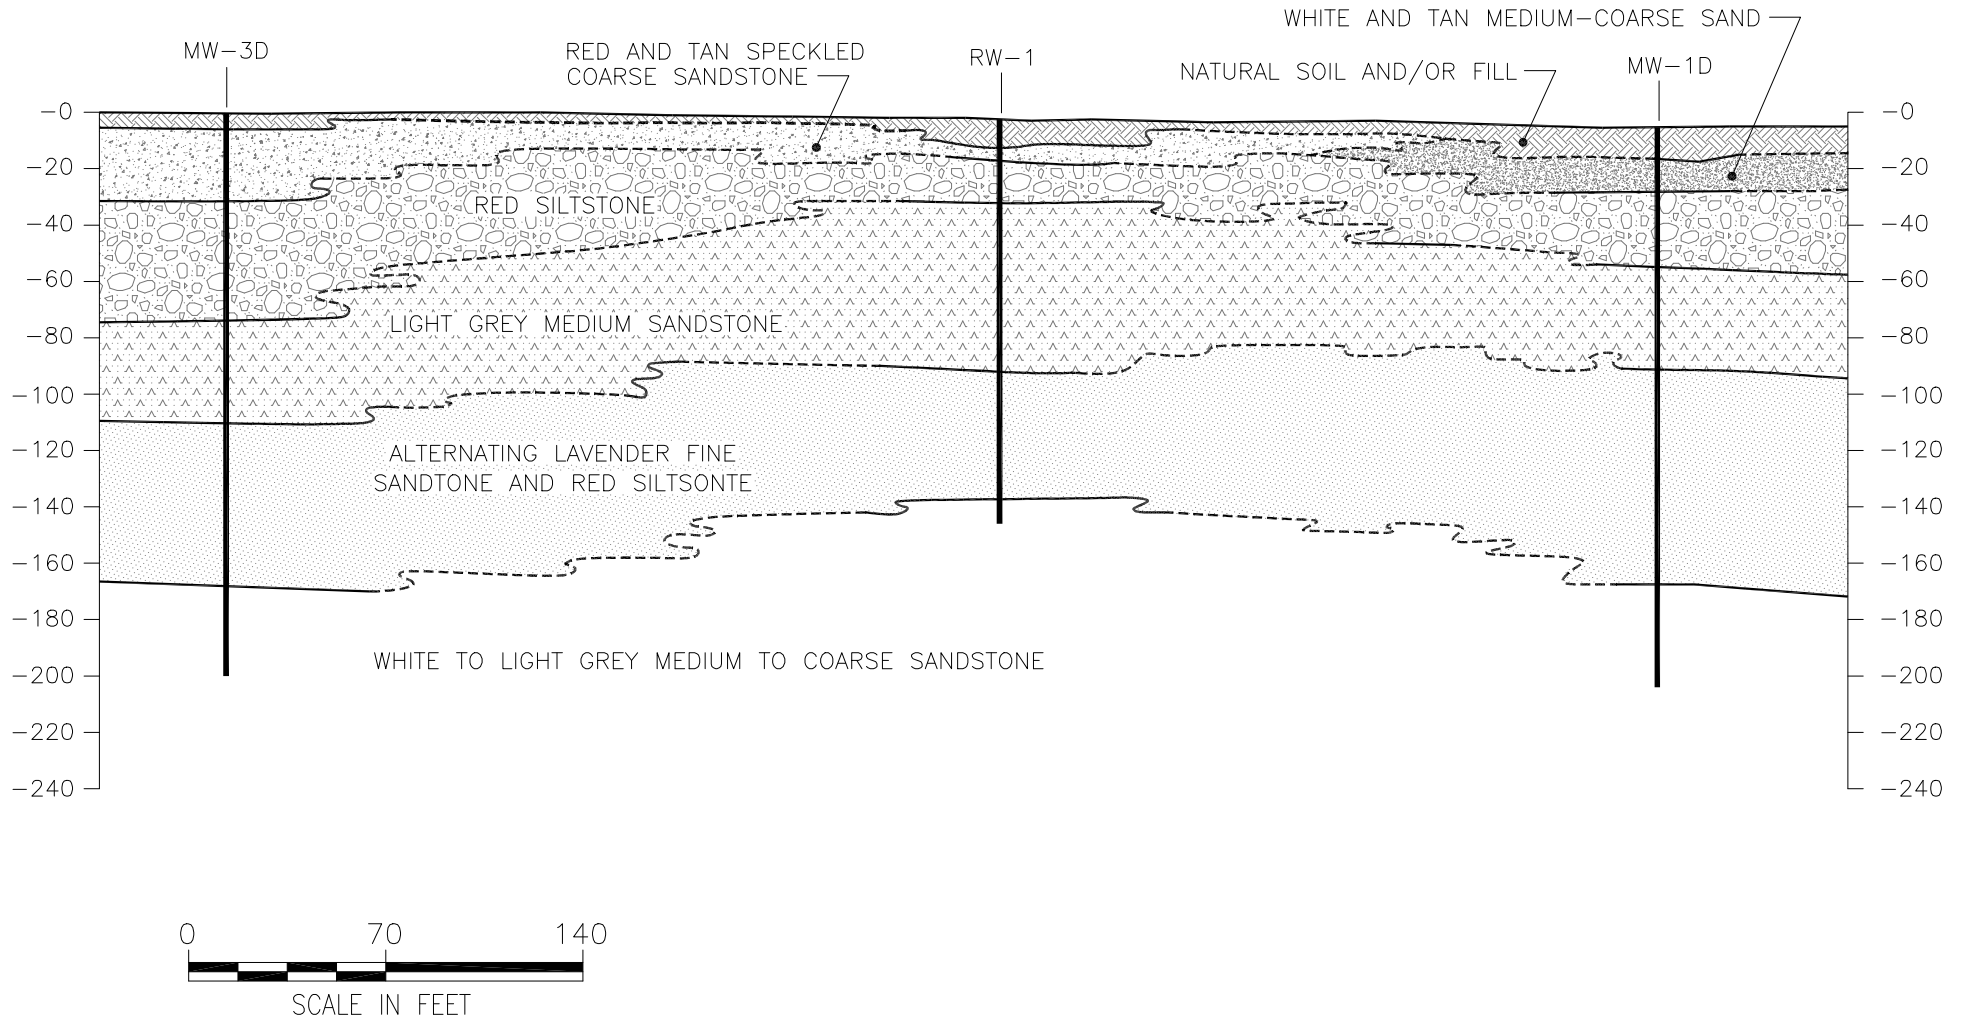 WHITE AND TAN MEDIUM-COARSE SAND
MW-3D
RED AND TAN SPECKLED
COARSE SANDSTONE
RW-1
NATURAL SOIL AND/OR FILL
MW-1D
-0
-20
-40
-60
-80
-100
-120
-140
-160
-180
-200
-220
-240
-0
-20
-40
-60
-80
-100
-120
-140
-160
-180
-200
-220
-240
RED SILTSTONE
LIGHT GREY MEDIUM SANDSTONE
ALTERNATING LAVENDER FINE
SANDTONE AND RED SILTSONTE
WHITE TO LIGHT GREY MEDIUM TO COARSE SANDSTONE
0 70 140
SCALE IN FEET